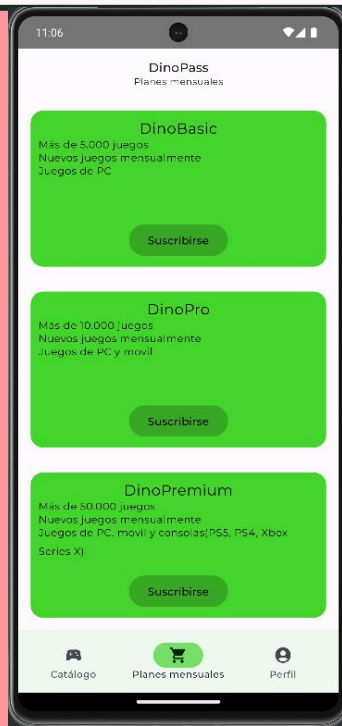 11:06
DinoPass
Planes mensuales
DinoBasic
Más de 5.000 juegos
Nuevos juegos mensualmente
Juegos de PC
Suscribirse
DinoPro
Más de 10.000 juegos
Nuevos juegos mensualmente
Juegos de PC y movil
Suscribirse
DinoPremium
Más de 50.000 juegos
Nuevos juegos mensualmente
Juegos de PC, movil y consolas(PS5, PS4, Xbox
Series X)
Suscribirse
Catálogo Planes mensuales Perfil